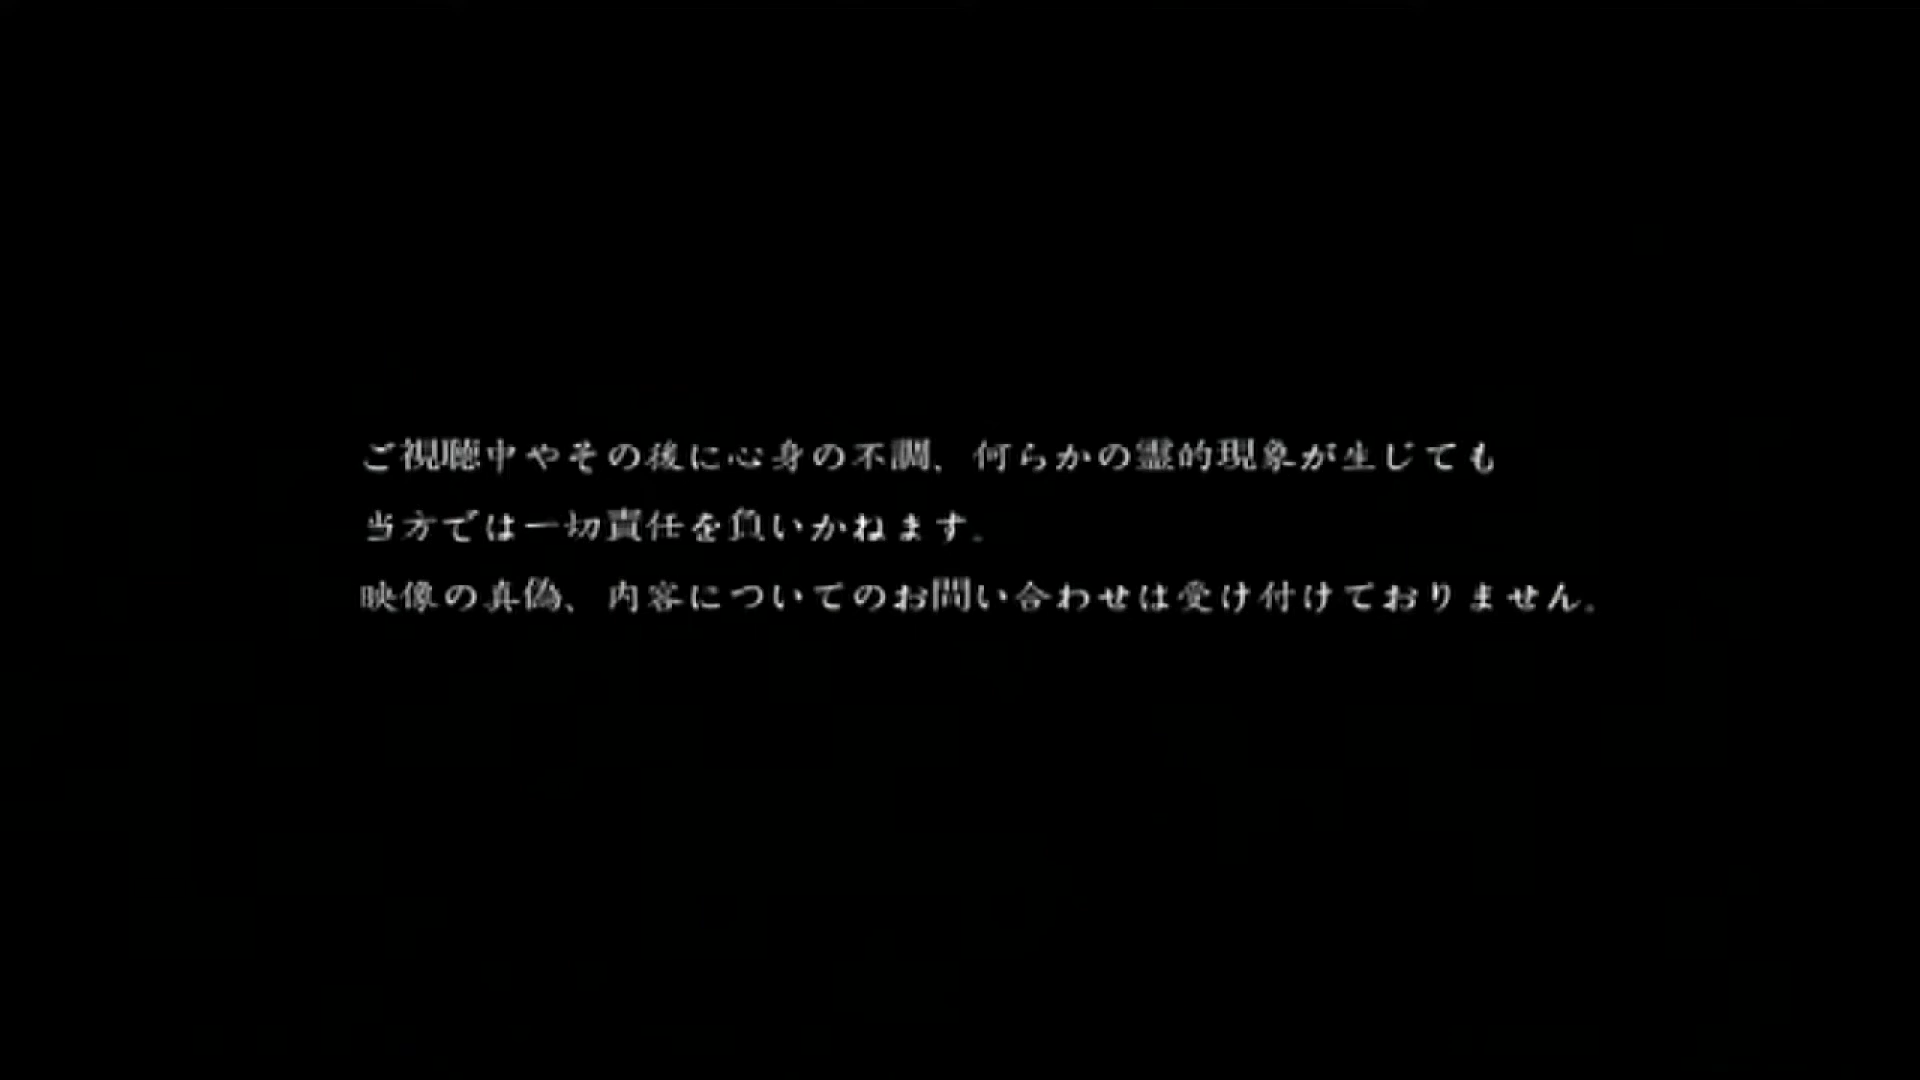 ご視聴中やその後に心身の不調、何らかの霊的現象が生じても
当方では一切責任を負いかねます。
映像の真偽、内容についてのお問い合わせは受け付けておりません。